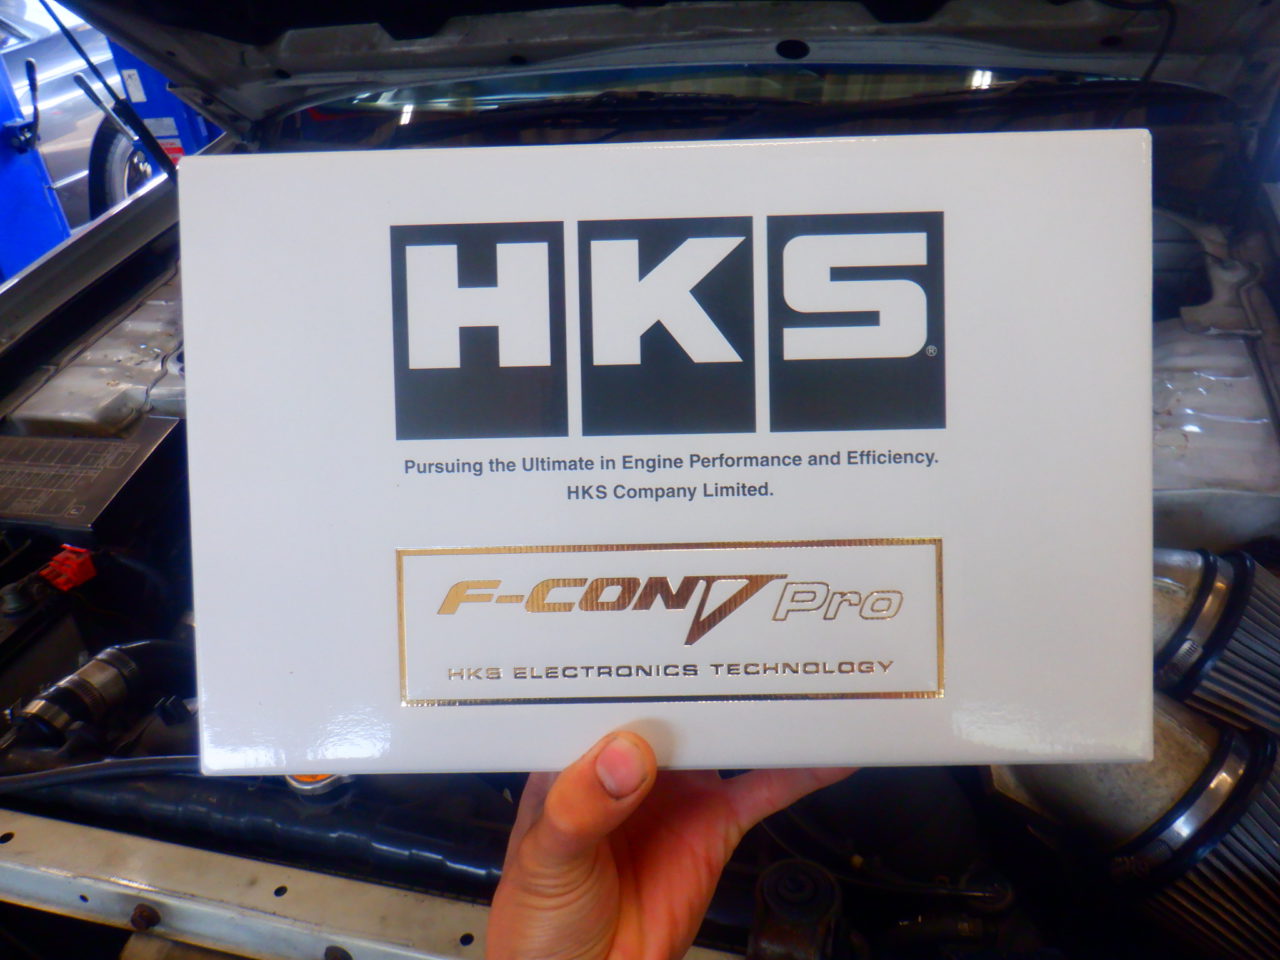 HKS®
Pursuing the Ultimate in Engine Performance and Efficiency.
HKS Company Limited.
F-CON V Pro
HKS ELECTRONICS TECHNOLOGY